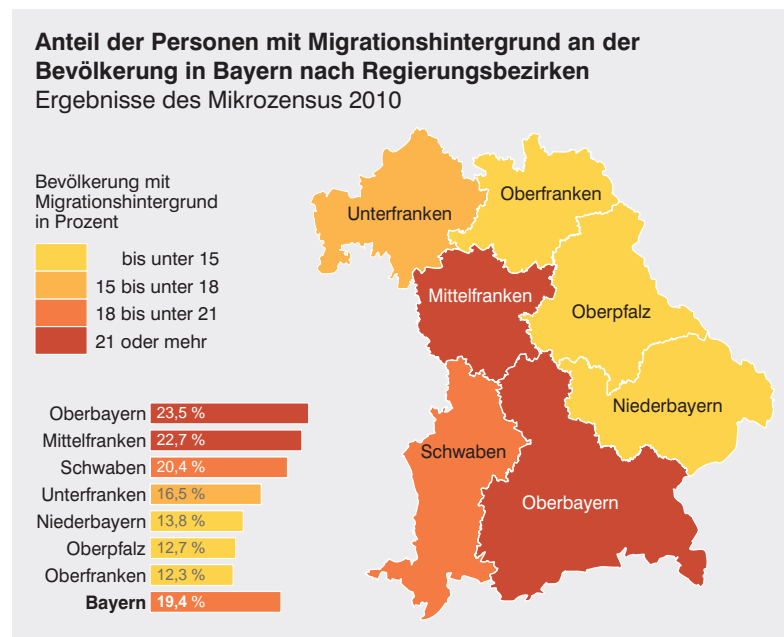 Anteil der Personen mit Migrationshintergrund an der
Bevölkerung in Bayern nach Regierungsbezirken
Ergebnisse des Mikrozensus 2010
Bevölkerung mit
Migrationshintergrund
in Prozent
bis unter 15
15 bis unter 18
18 bis unter 21
21 oder mehr
Unterfranken
Oberfranken
Mittelfranken
Oberpfalz
Niederbayern
Schwaben
Oberbayern
Oberbayern 23,5 %
Mittelfranken 22,7 %
Schwaben 20,4 %
Unterfranken 16,5 %
Niederbayern 13,8 %
Oberpfalz 12,7 %
Oberfranken 12,3 %
Bayern 19,4 %